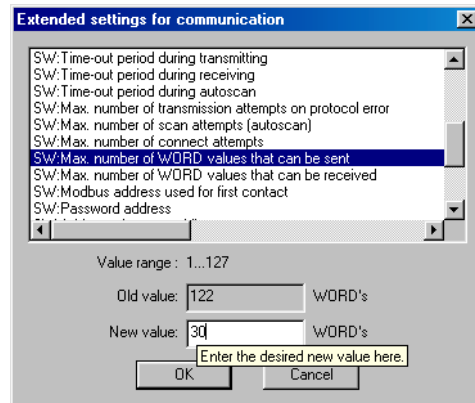 Extended settings for communication
SW:Time-out period during transmitting
SW:Time-out period during receiving
SW:Time-out period during autoscan
SW:Max. number of transmission attempts on protocol error
SW:Max. number of scan attempts (autoscan)
SW:Max. number of connect attempts
SW:Max. number of WORD values that can be sent
SW:Max. number of WORD values that can be received
SW:Modbus address used for first contact
SW:Password address
Value range : 1...127
Old value: 122 WORD's
New value: 30 WORD's
Enter the desired new value here.
OK Cancel